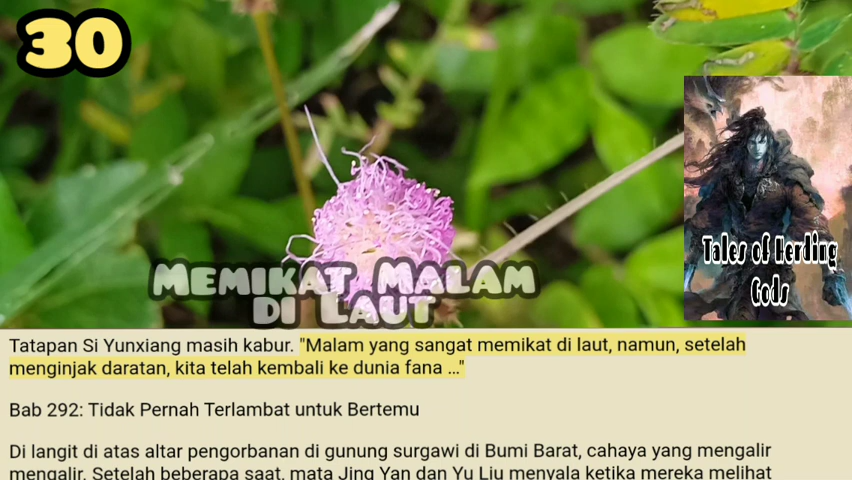 30
Tales of Herding
Gods
Memikat Malam
di Laut
Tatapan Si Yunxiang masih kabur. "Malam yang sangat memikat di laut, namun, setelah
menginjak daratan, kita telah kembali ke dunia fana ..."
Bab 292: Tidak Pernah Terlambat untuk Bertemu
Di langit di atas altar pengorbanan di gunung surgawi di Bumi Barat, cahaya yang mengalir
mengalir. Setelah beberapa saat, mata Jing Yan dan Yu Liu menyala ketika mereka melihat